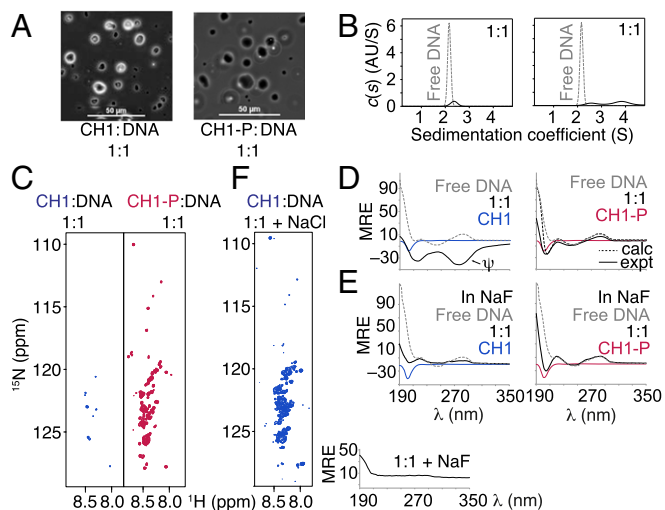 A
50 µm
50 µm
CH1:DNA
1:1
CH1-P:DNA
1:1
B
c(s) (AU/S)
6
4
2
0
Free DNA
1:1
Free DNA
1:1
1 2 3 4
1 2 3 4
Sedimentation coefficient (S)
C
CH1:DNA
1:1
CH1-P:DNA
1:1
15N (ppm)
110
115
120
125
8.5 8.0
8.5 8.0
1H (ppm)
F
CH1:DNA
1:1 + NaCl
8.5 8.0
D
MRE
90
50
10
−30
Free DNA
1:1
CH1
ψ
Free DNA
1:1
CH1-P
calc
expt
E
MRE
90
50
10
−30
In NaF
Free DNA
1:1
CH1
In NaF
Free DNA
1:1
CH1-P
190 270 350
190 270 350
λ (nm)
λ (nm)
MRE
50
10
1:1 + NaF
190 270 350 λ (nm)